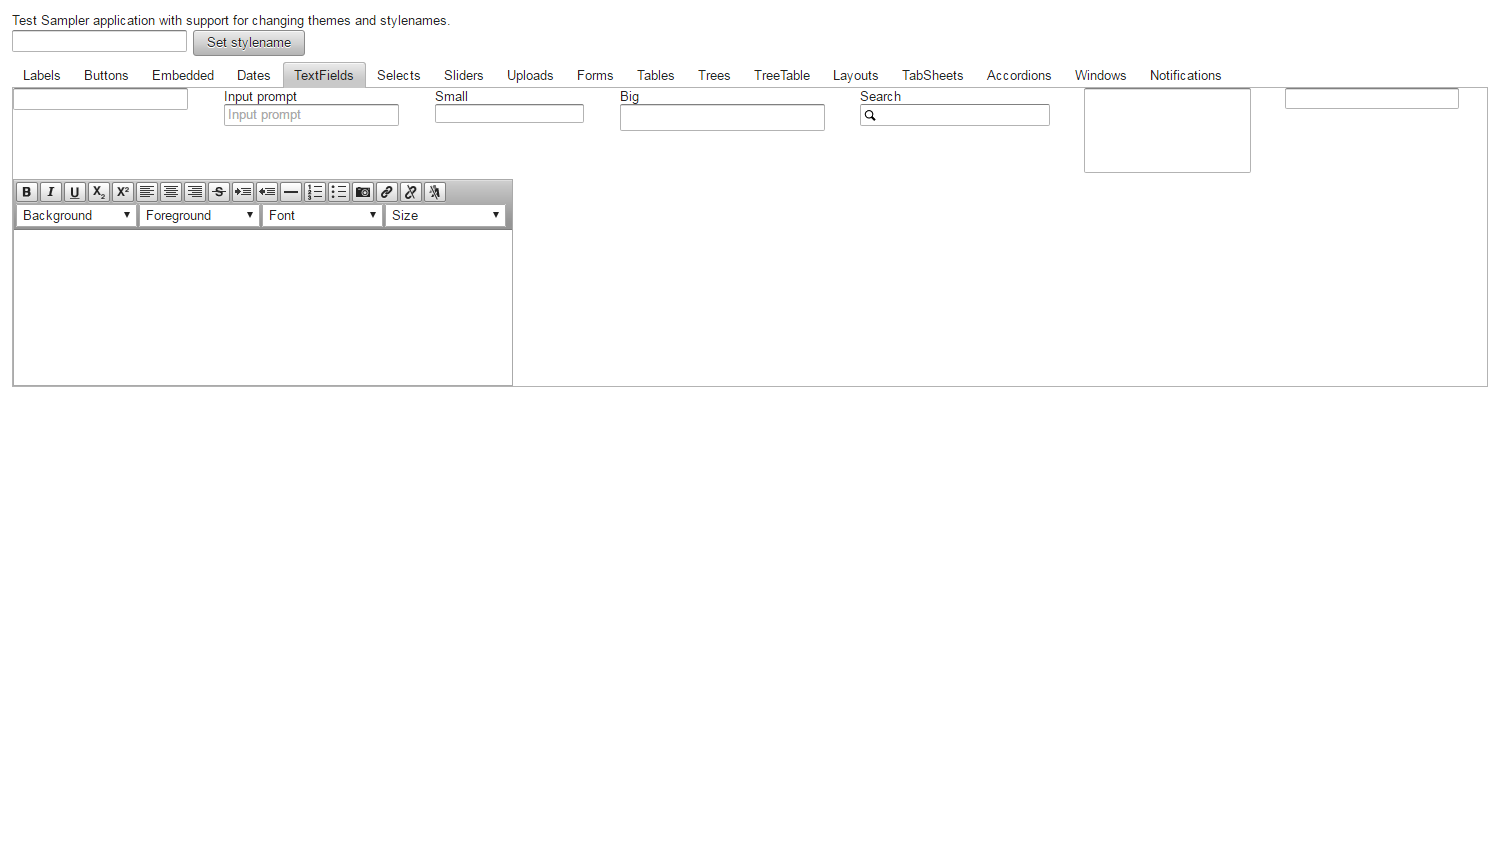 Test Sampler application with support for changing themes and stylenames.
Set stylename
Labels Buttons Embedded Dates TextFields Selects Sliders Uploads Forms Tables Trees TreeTable Layouts TabSheets Accordions Windows Notifications
Input prompt Small Big Search
Input prompt
B I U X₂ X² S
Background Foreground Font Size